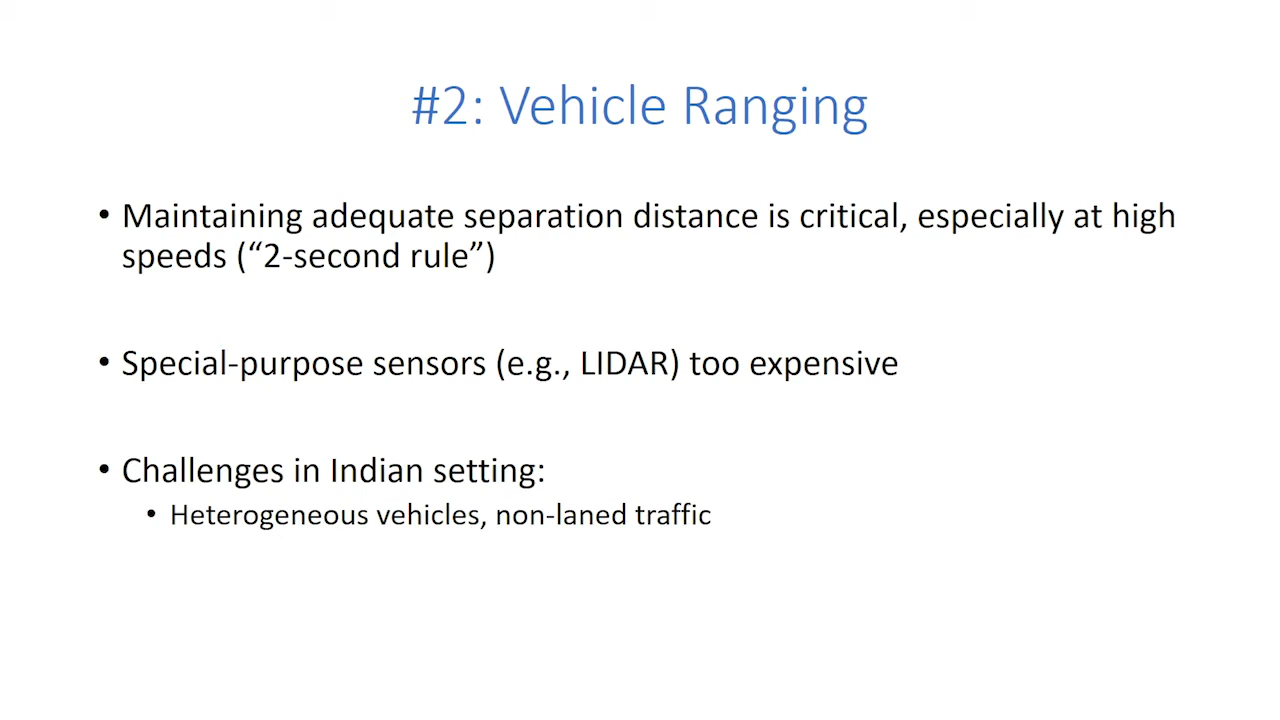 #2: Vehicle Ranging
• Maintaining adequate separation distance is critical, especially at high
speeds (“2-second rule”)
• Special-purpose sensors (e.g., LIDAR) too expensive
• Challenges in Indian setting:
• Heterogeneous vehicles, non-laned traffic